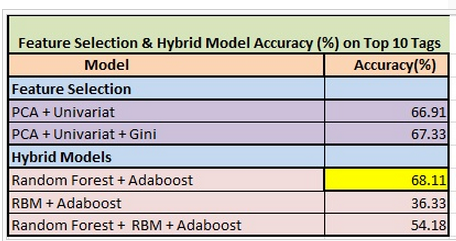 Feature Selection & Hybrid Model Accuracy (%) on Top 10 Tags
Model Accuracy(%)
Feature Selection
PCA + Univariat 66.91
PCA + Univariat + Gini 67.33
Hybrid Models
Random Forest + Adaboost 68.11
RBM + Adaboost 36.33
Random Forest + RBM + Adaboost 54.18